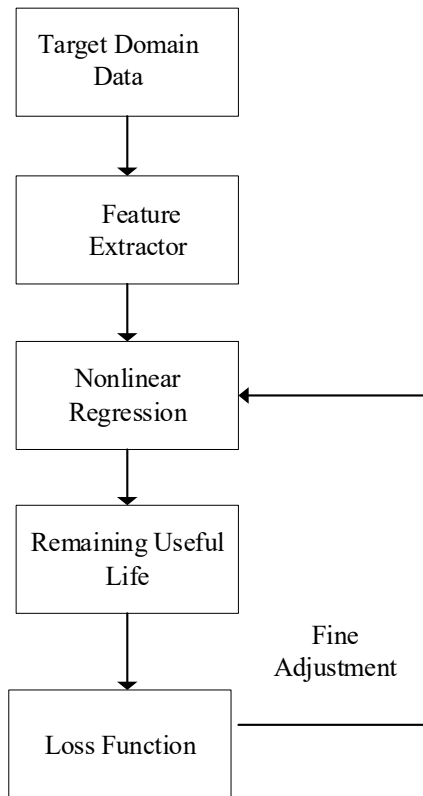 Target Domain
Data
Feature
Extractor
Nonlinear
Regression
Remaining Useful
Life
Fine
Adjustment
Loss Function